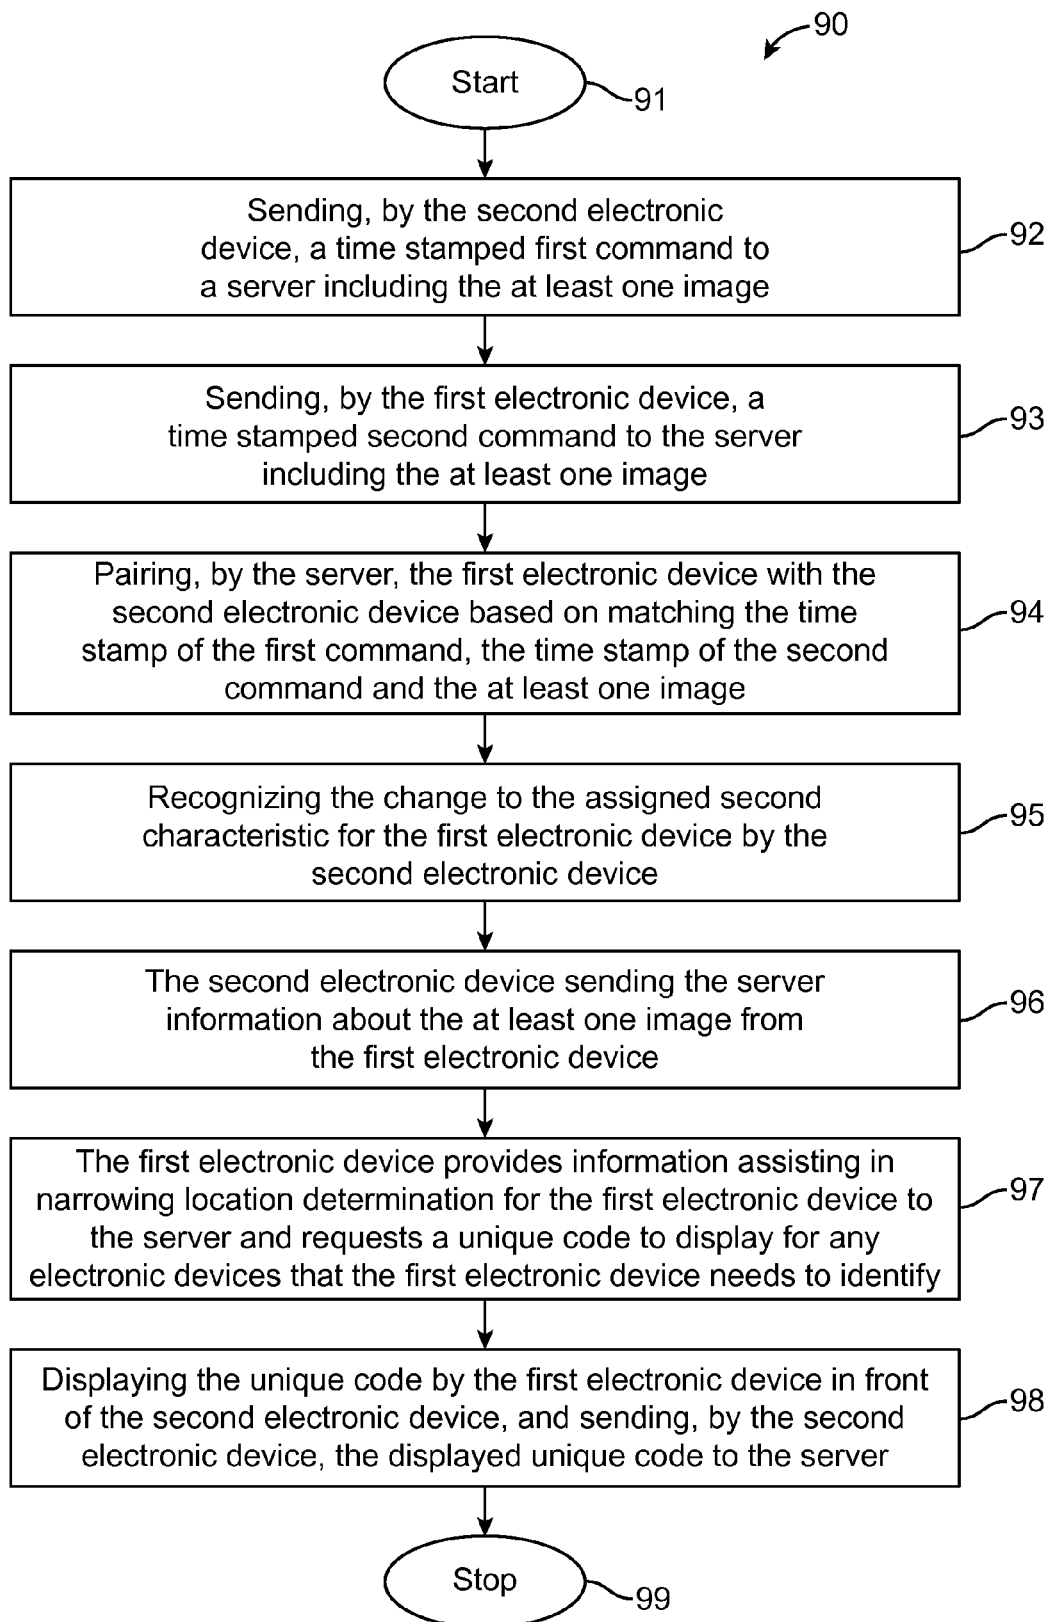 90
Start
91
Sending, by the second electronic
device, a time stamped first command to
a server including the at least one image
92
Sending, by the first electronic device, a
time stamped second command to the server
including the at least one image
93
Pairing, by the server, the first electronic device with the
second electronic device based on matching the time
stamp of the first command, the time stamp of the second
command and the at least one image
94
Recognizing the change to the assigned second
characteristic for the first electronic device by the
second electronic device
95
The second electronic device sending the server
information about the at least one image from
the first electronic device
96
The first electronic device provides information assisting in
narrowing location determination for the first electronic device to
the server and requests a unique code to display for any
electronic devices that the first electronic device needs to identify
97
Displaying the unique code by the first electronic device in front
of the second electronic device, and sending, by the second
electronic device, the displayed unique code to the server
98
Stop
99